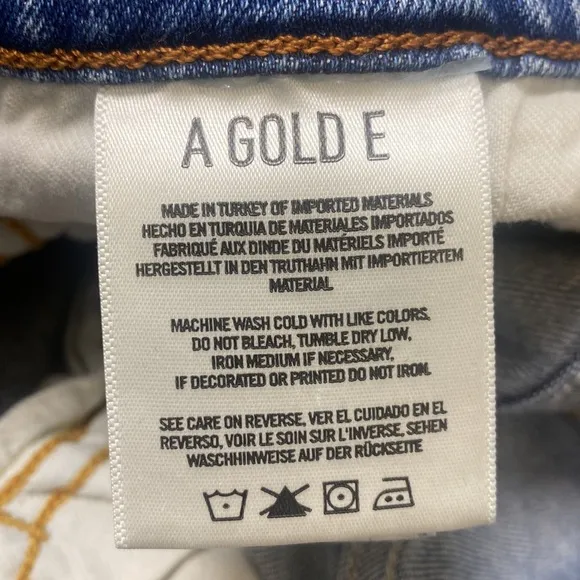 A GOLD E
MADE IN TURKEY OF IMPORTED MATERIALS
HECHO EN TURQUIA DE MATERIALES IMPORTADOS
FABRIQUÉ AUX DINDE DU MATÉRIELS IMPORTÉ
HERGESTELLT IN DEN TRUTHAHN MIT IMPORTIERTEM
MATERIAL
MACHINE WASH COLD WITH LIKE COLORS,
DO NOT BLEACH, TUMBLE DRY LOW,
IRON MEDIUM IF NECESSARY,
IF DECORATED OR PRINTED DO NOT IRON.
SEE CARE ON REVERSE, VER EL CUIDADO EN EL
REVERSO, VOIR LE SOIN SUR L'INVERSE, SEHEN
WASCHHINWEISE AUF DER RÜCKSEITE